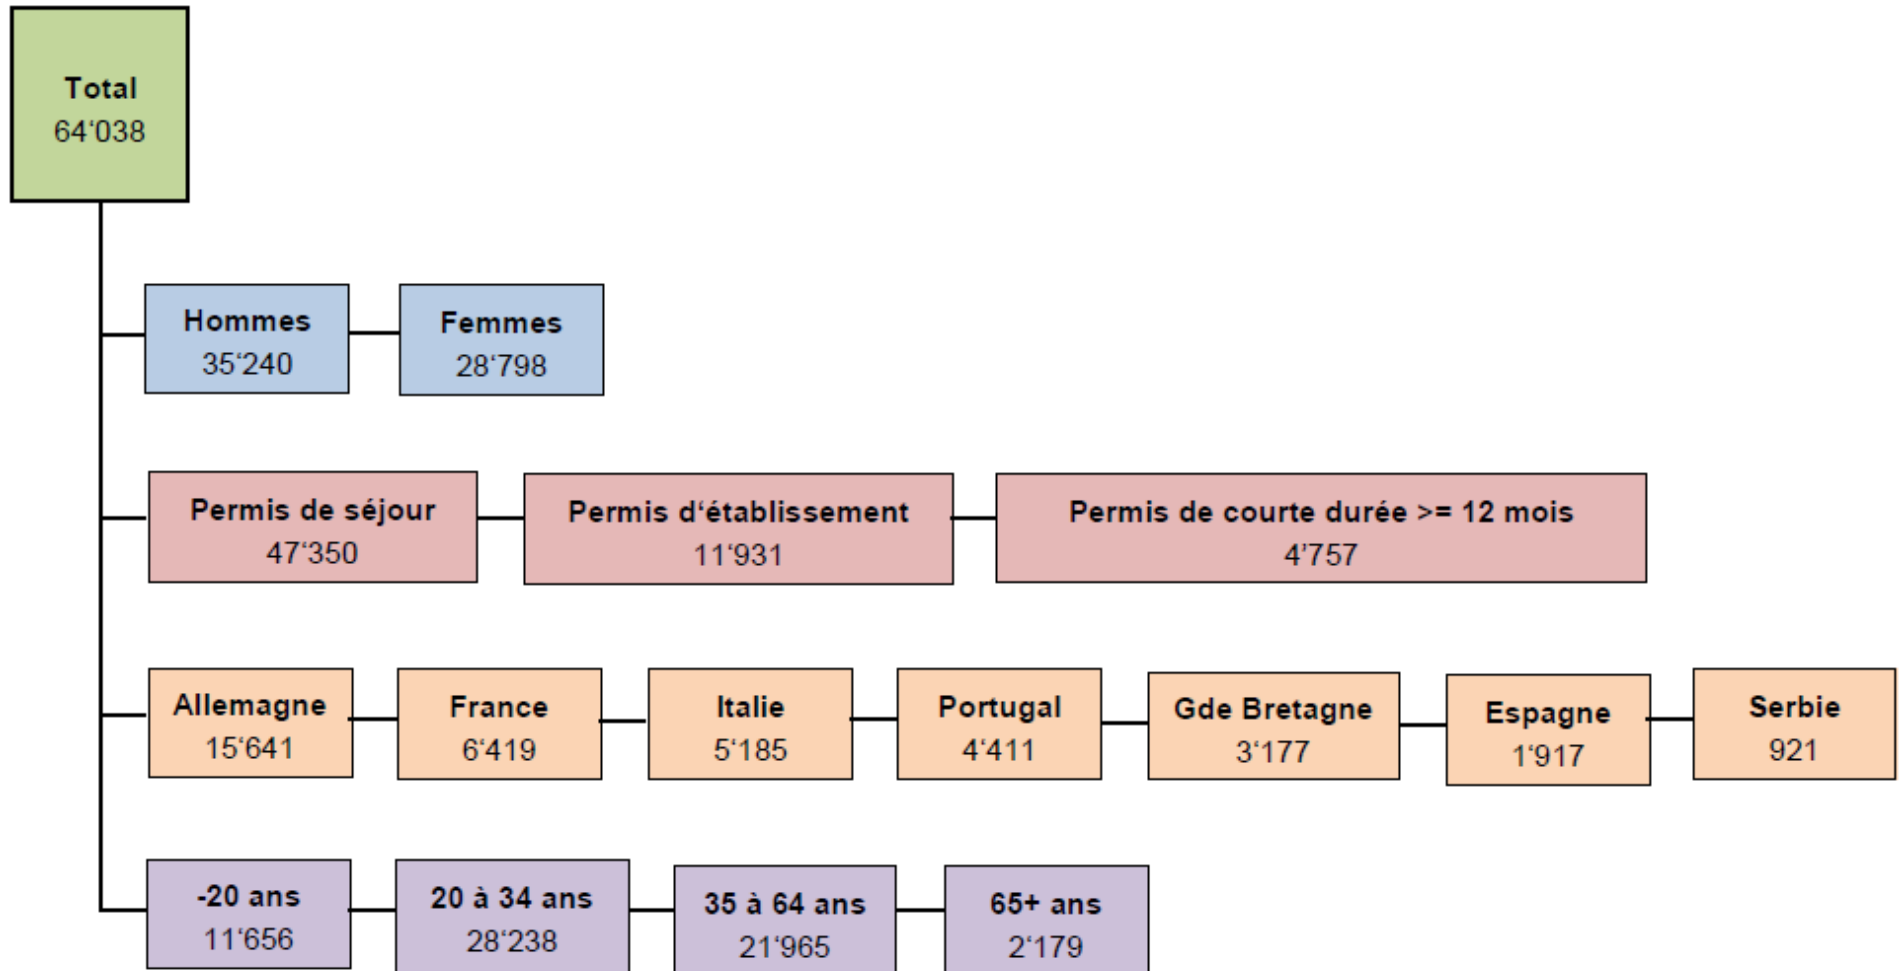 Total
64‘038
Hommes
35‘240
Femmes
28‘798
Permis de séjour
47‘350
Permis d‘établissement
11‘931
Permis de courte durée >= 12 mois
4’757
Allemagne
15‘641
France
6‘419
Italie
5‘185
Portugal
4‘411
Gde Bretagne
3‘177
Espagne
1‘917
Serbie
921
-20 ans
11‘656
20 à 34 ans
28‘238
35 à 64 ans
21‘965
65+ ans
2‘179